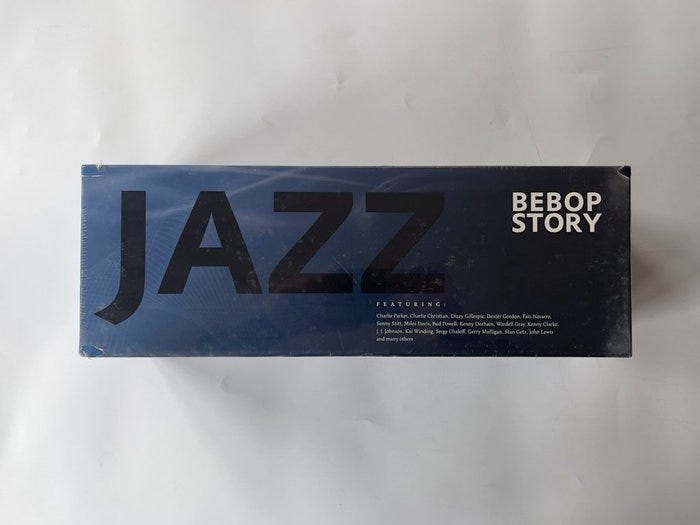 JAZZ
BEBOP
STORY
FEATURING:
Charlie Parker, Charlie Christian, Dizzy Gillespie, Dexter Gordon, Fats Navarro,
Sonny Stitt, Miles Davis, Bud Powell, Kenny Dorham, Wardell Gray, Kenny Clarke,
J. J. Johnson, Kai Winding, Serge Chaloff, Gerry Mulligan, Stan Getz, John Lewis
and many others